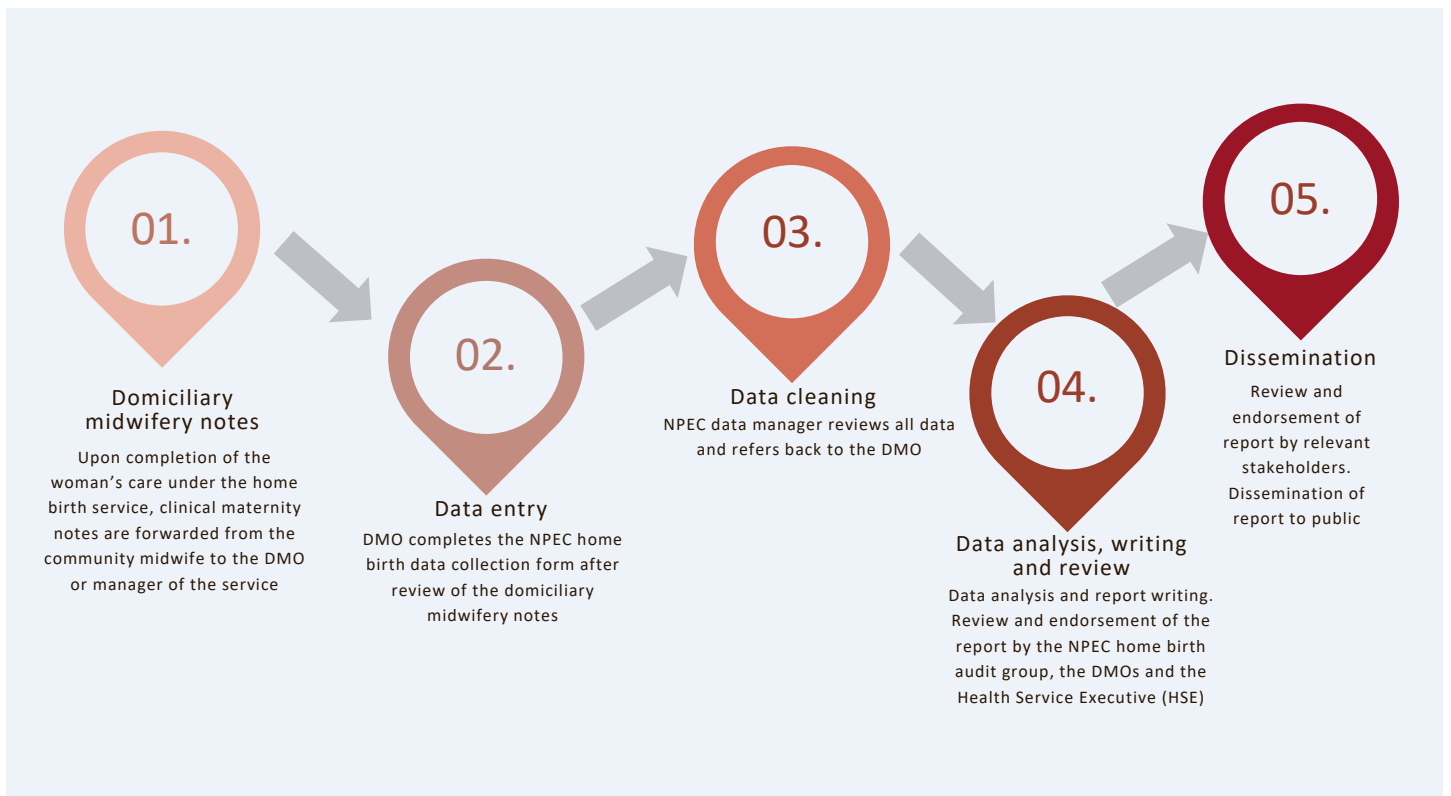 01.
Domiciliary
midwifery notes
Upon completion of the
woman’s care under the home
birth service, clinical maternity
notes are forwarded from the
community midwife to the DMO
or manager of the service
02.
Data entry
DMO completes the NPEC home
birth data collection form after
review of the domiciliary
midwifery notes
03.
Data cleaning
NPEC data manager reviews all data
and refers back to the DMO
04.
Data analysis, writing
and review
Data analysis and report writing.
Review and endorsement of the
report by the NPEC home birth
audit group, the DMOs and the
Health Service Executive (HSE)
05.
Dissemination
Review and
endorsement of
report by relevant
stakeholders.
Dissemination of
report to public